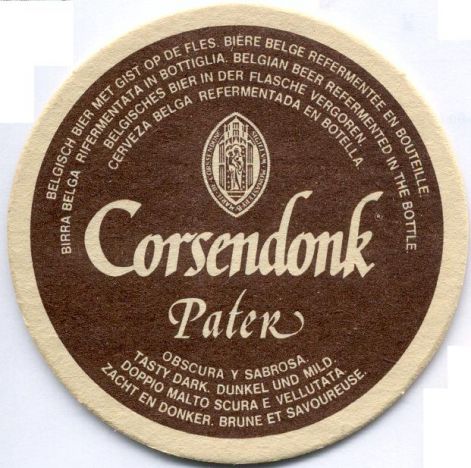 BELGISCH BIER MET GIST OP DE FLES. BIÈRE BELGE REFERMENTÉE EN BOUTEILLE.
BIRRA BELGA RIFERMENTATA IN BOTTIGLIA. BELGIAN BEER REFERMENTED IN THE BOTTLE
BELGISCHES BIER IN DER FLASCHE VERGOREN.
CERVEZA BELGA REFERMENTADA EN BOTELLA.
Corsendonk
Pater
OBSCURA Y SABROSA.
TASTY DARK. DUNKEL UND MILD.
DOPPIO MALTO SCURA E VELLUTATA.
ZACHT EN DONKER. BRUNE ET SAVOUREUSE.